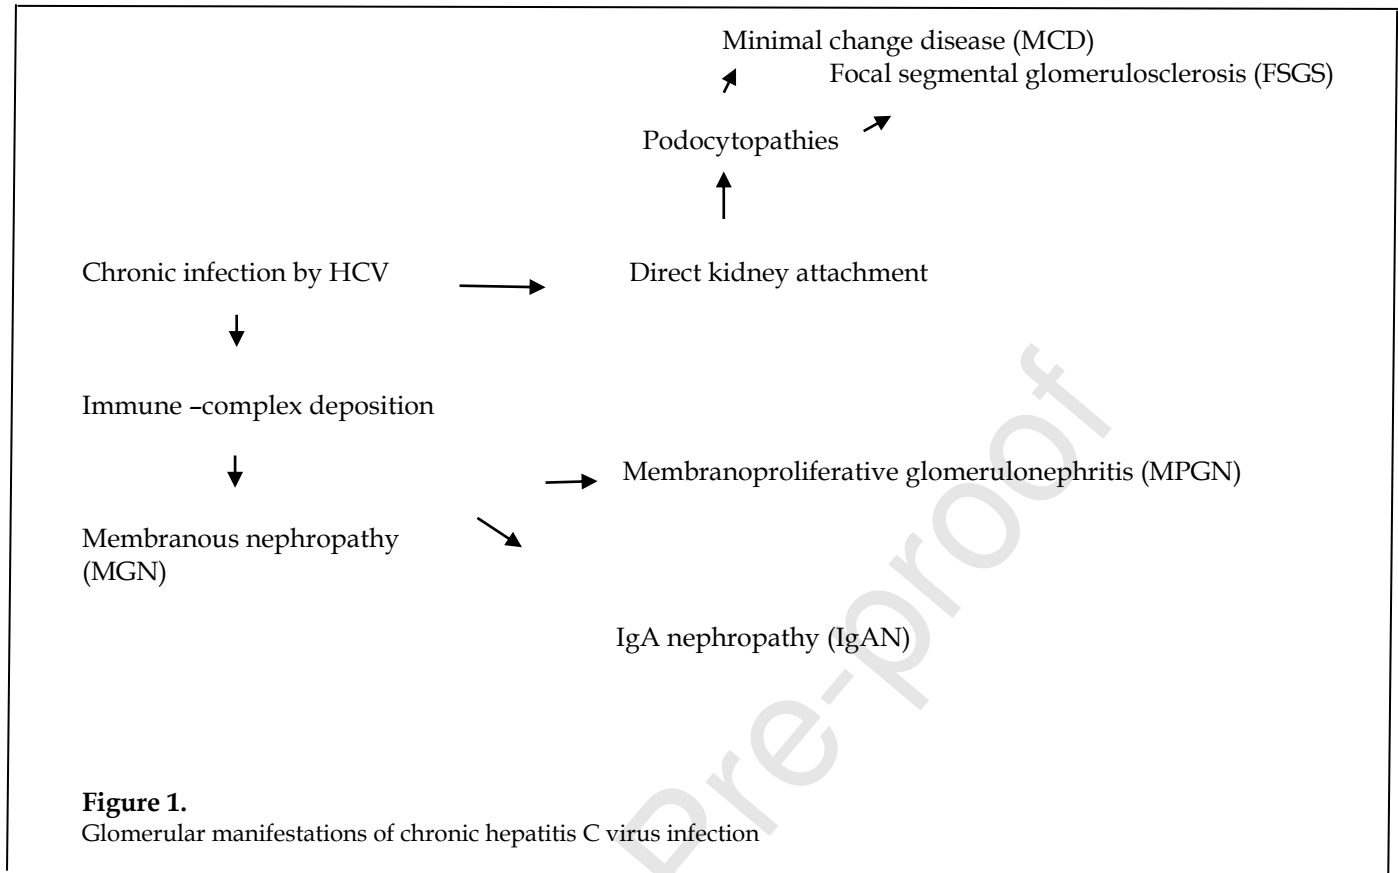 Minimal change disease (MCD)
Focal segmental glomerulosclerosis (FSGS)
Podocytopathies
Chronic infection by HCV
Direct kidney attachment
Immune –complex deposition
Membranoproliferative glomerulonephritis (MPGN)
Membranous nephropathy
(MGN)
IgA nephropathy (IgAN)
Figure 1.
Glomerular manifestations of chronic hepatitis C virus infection
Pre-proof